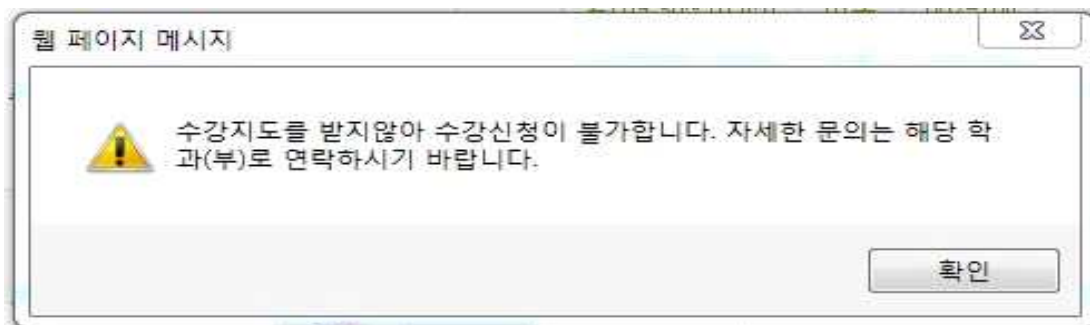 웹 페이지 메시지
수강지도를 받지않아 수강신청이 불가합니다. 자세한 문의는 해당 학
과(부)로 연락하시기 바랍니다.
확인